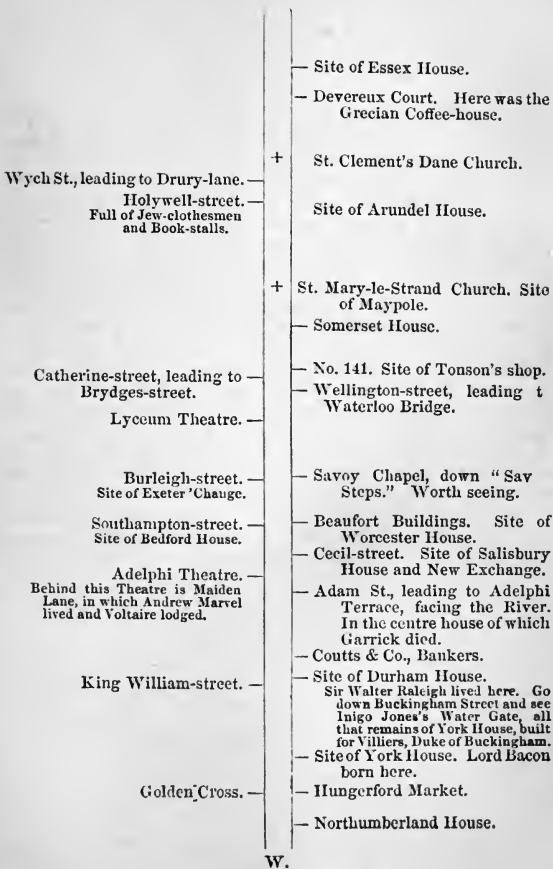 — Site of Essex House.
— Devereux Court. Here was the
Grecian Coffee-house.
+ St. Clement's Dane Church.
Wych St., leading to Drury-lane. —
Holywell-street. —
Full of Jew-clothesmen
and Book-stalls.
Site of Arundel House.
+ St. Mary-le-Strand Church. Site
of Maypole.
— Somerset House.
— No. 141. Site of Tonson's shop.
Catherine-street, leading to —
Brydges-street.
— Wellington-street, leading t
Waterloo Bridge.
Lyceum Theatre. —
Burleigh-street. —
Site of Exeter 'Change.
— Savoy Chapel, down "Sav
Steps." Worth seeing.
Southampton-street. —
Site of Bedford House.
— Beaufort Buildings. Site of
Worcester House.
— Cecil-street. Site of Salisbury
House and New Exchange.
Adelphi Theatre. —
Behind this Theatre is Maiden
Lane, in which Andrew Marvel
lived and Voltaire lodged.
— Adam St., leading to Adelphi
Terrace, facing the River.
In the centre house of which
Garrick died.
— Coutts & Co., Bankers.
King William-street. —
— Site of Durham House.
Sir Walter Raleigh lived here. Go
down Buckingham Street and see
Inigo Jones's Water Gate, all
that remains of York House, built
for Villiers, Duke of Buckingham.
— Site of York House. Lord Bacon
born here.
Golden Cross. —
— Hungerford Market.
— Northumberland House.
W.